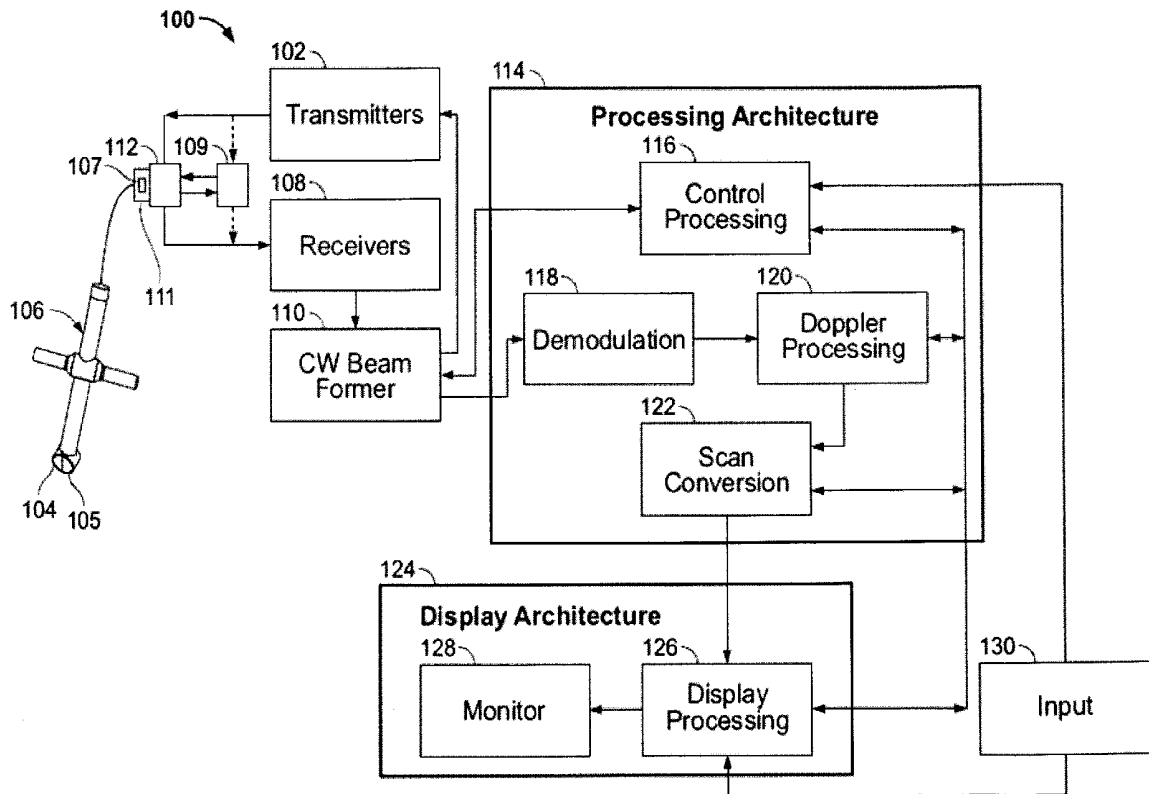 100
102
Transmitters
114
Processing Architecture
112
109
107
116
Control
Processing
108
Receivers
111
118
Demodulation
120
Doppler
Processing
106
110
CW Beam
Former
122
Scan
Conversion
104
105
124
Display Architecture
128
Monitor
126
Display
Processing
130
Input